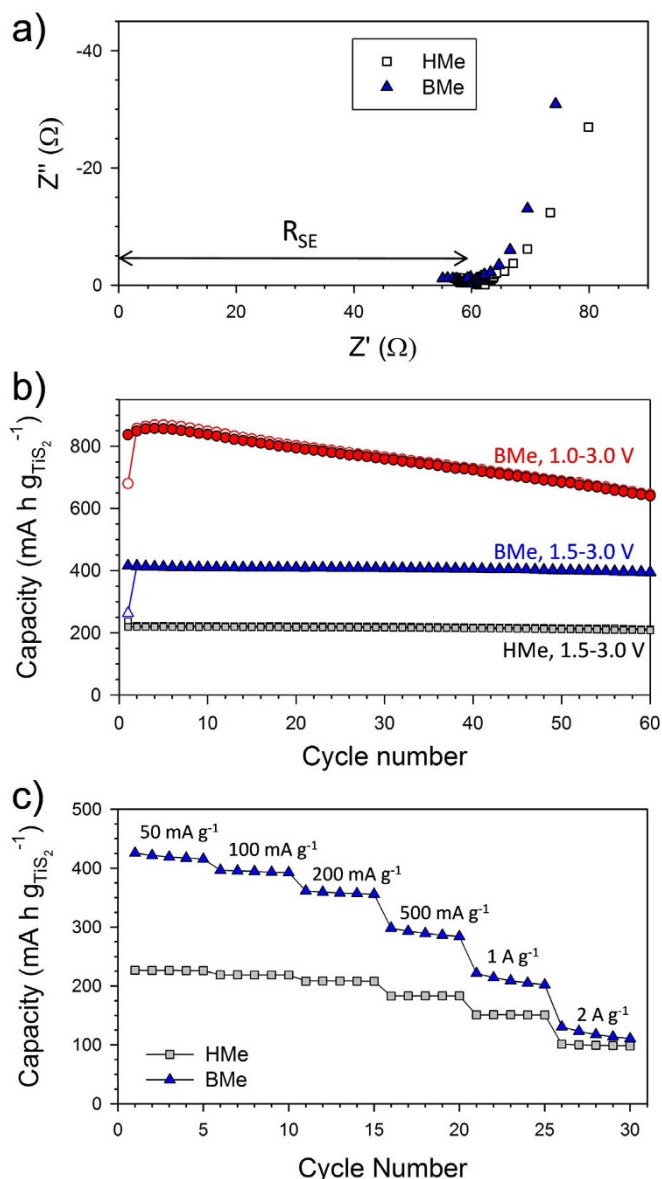 a)
-40
-20
0
Z'' (Ω)
HMe
BMe
R_SE
0 20 40 60 80
Z' (Ω)
b)
Capacity (mA h g_TiS₂⁻¹)
800
600
400
200
0
BMe, 1.0-3.0 V
BMe, 1.5-3.0 V
HMe, 1.5-3.0 V
0 10 20 30 40 50 60
Cycle number
c)
Capacity (mA h g_TiS₂⁻¹)
500
400
300
200
100
0
50 mA g⁻¹
100 mA g⁻¹
200 mA g⁻¹
500 mA g⁻¹
1 A g⁻¹
2 A g⁻¹
HMe
BMe
0 5 10 15 20 25 30
Cycle Number